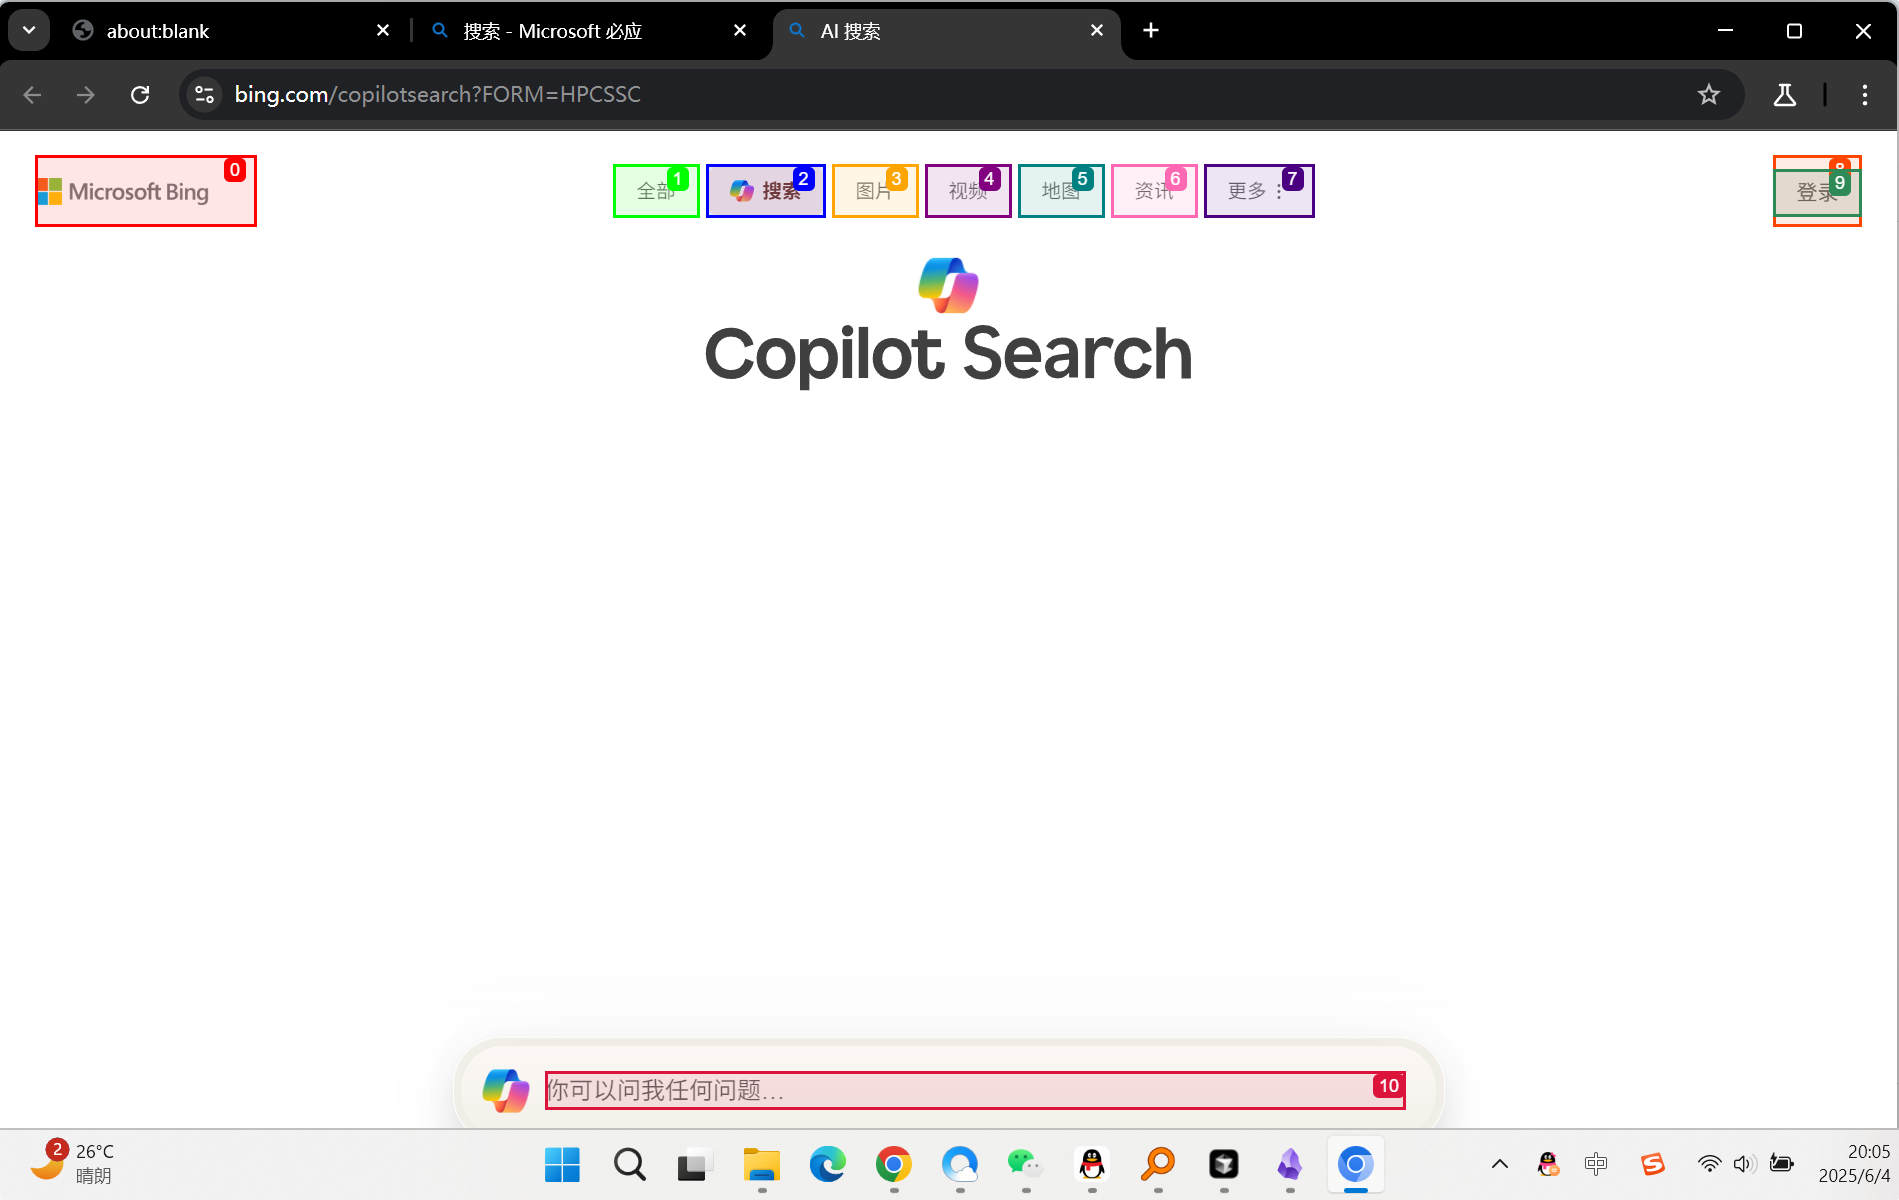 about:blank
搜索 - Microsoft 必应
AI 搜索
bing.com/copilotsearch?FORM=HPCSSC
Microsoft Bing
0
全部
1
搜索
2
图片
3
视频
4
地图
5
资讯
6
更多
7
8
登录
9
Copilot Search
你可以问我任何问题...
10
2
26°C
晴朗
中
20:05
2025/6/4